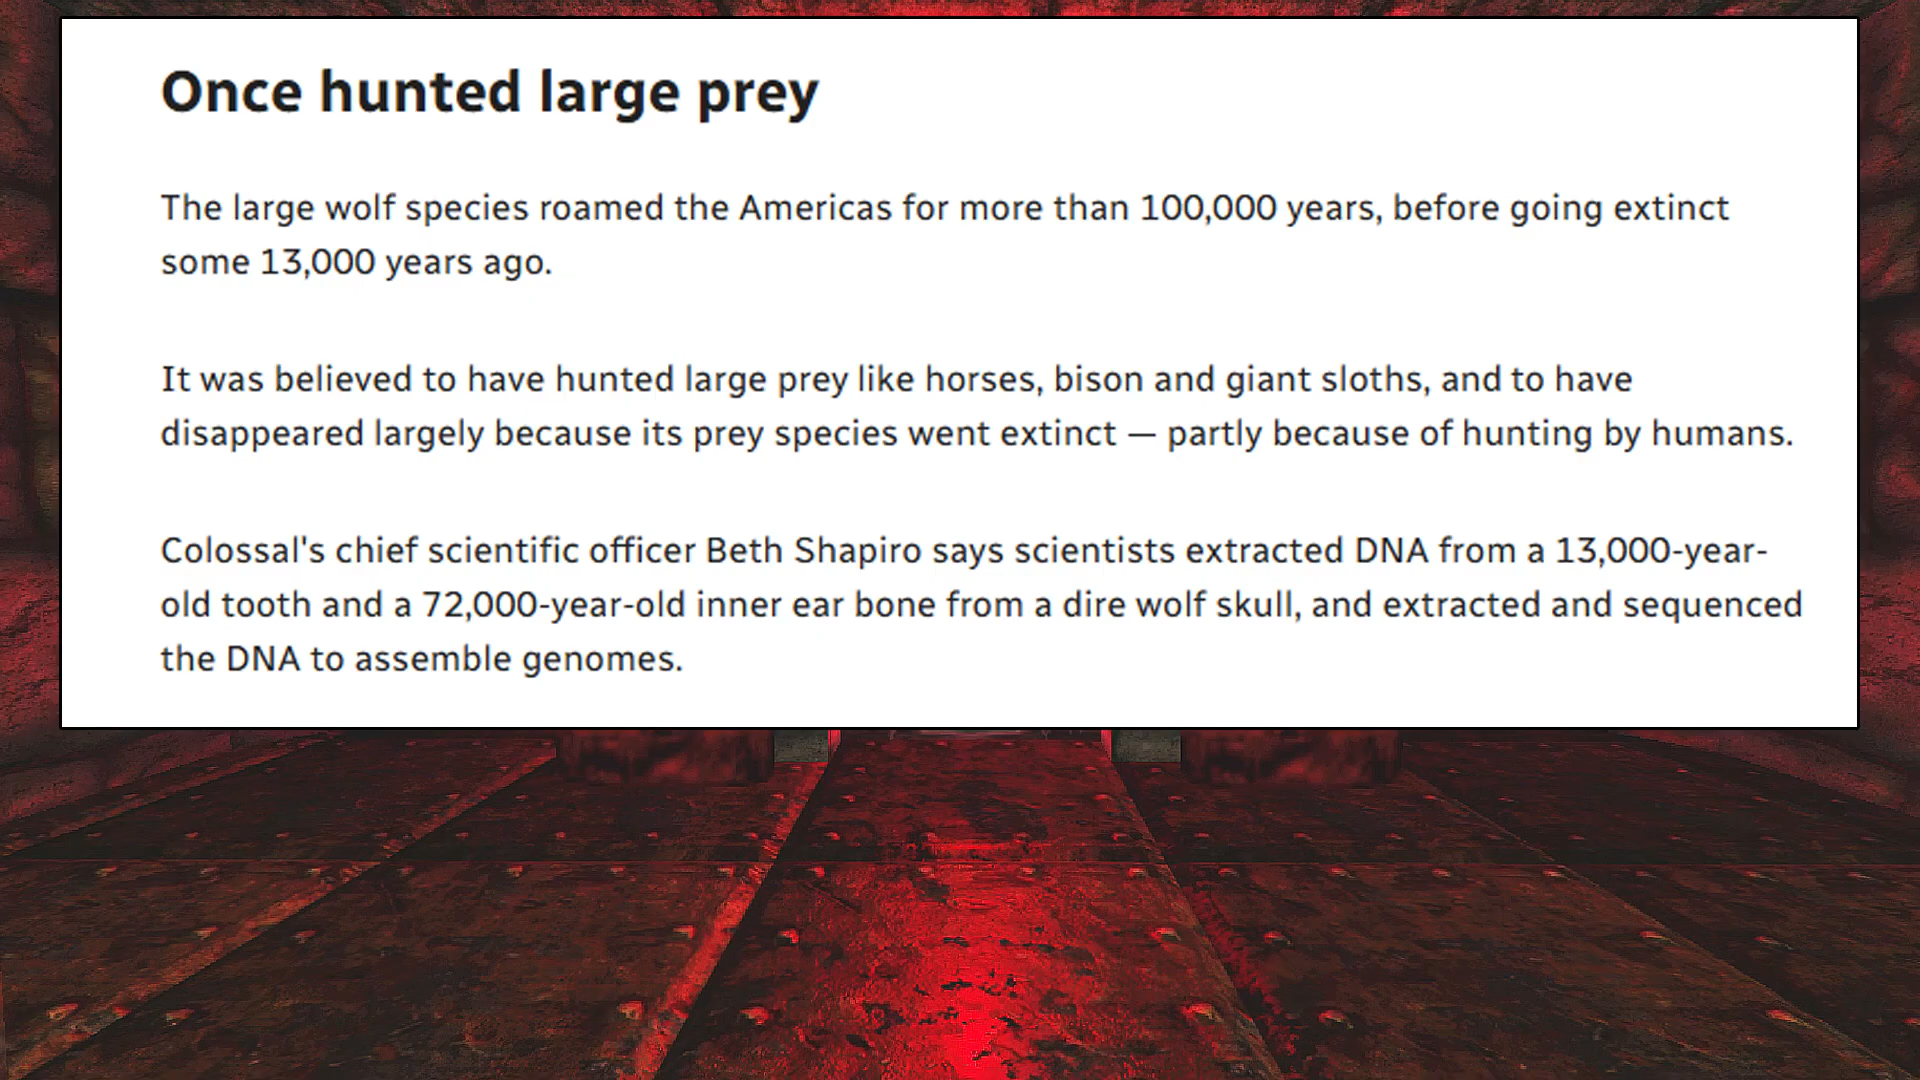 Once hunted large prey
The large wolf species roamed the Americas for more than 100,000 years, before going extinct
some 13,000 years ago.
It was believed to have hunted large prey like horses, bison and giant sloths, and to have
disappeared largely because its prey species went extinct — partly because of hunting by humans.
Colossal's chief scientific officer Beth Shapiro says scientists extracted DNA from a 13,000-year-
old tooth and a 72,000-year-old inner ear bone from a dire wolf skull, and extracted and sequenced
the DNA to assemble genomes.